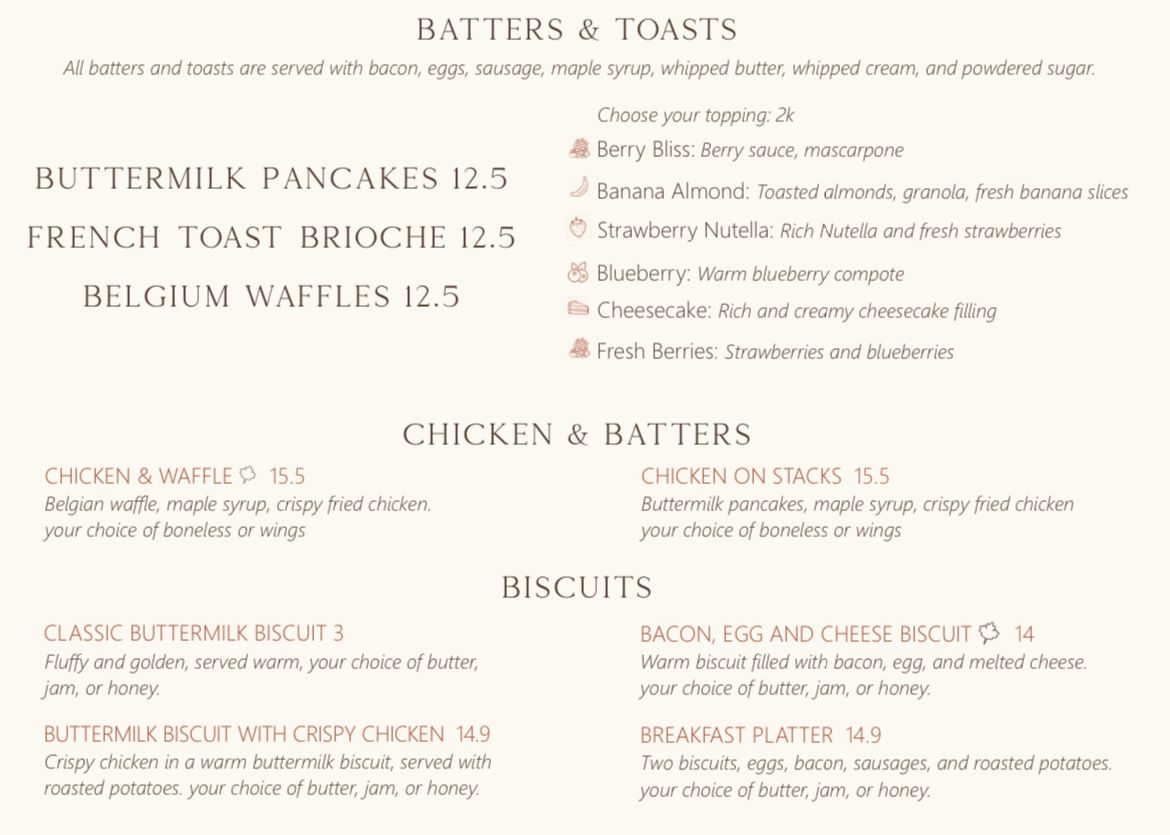 BATTERS & TOASTS
All batters and toasts are served with bacon, eggs, sausage, maple syrup, whipped butter, whipped cream, and powdered sugar.
BUTTERMILK PANCAKES 12.5
FRENCH TOAST BRIOCHE 12.5
BELGIUM WAFFLES 12.5
Choose your topping: 2k
Berry Bliss: Berry sauce, mascarpone
Banana Almond: Toasted almonds, granola, fresh banana slices
Strawberry Nutella: Rich Nutella and fresh strawberries
Blueberry: Warm blueberry compote
Cheesecake: Rich and creamy cheesecake filling
Fresh Berries: Strawberries and blueberries
CHICKEN & BATTERS
CHICKEN & WAFFLE 15.5
Belgian waffle, maple syrup, crispy fried chicken.
your choice of boneless or wings
CHICKEN ON STACKS 15.5
Buttermilk pancakes, maple syrup, crispy fried chicken
your choice of boneless or wings
BISCUITS
CLASSIC BUTTERMILK BISCUIT 3
Fluffy and golden, served warm, your choice of butter,
jam, or honey.
BACON, EGG AND CHEESE BISCUIT 14
Warm biscuit filled with bacon, egg, and melted cheese.
your choice of butter, jam, or honey.
BUTTERMILK BISCUIT WITH CRISPY CHICKEN 14.9
Crispy chicken in a warm buttermilk biscuit, served with
roasted potatoes. your choice of butter, jam, or honey.
BREAKFAST PLATTER 14.9
Two biscuits, eggs, bacon, sausages, and roasted potatoes.
your choice of butter, jam, or honey.